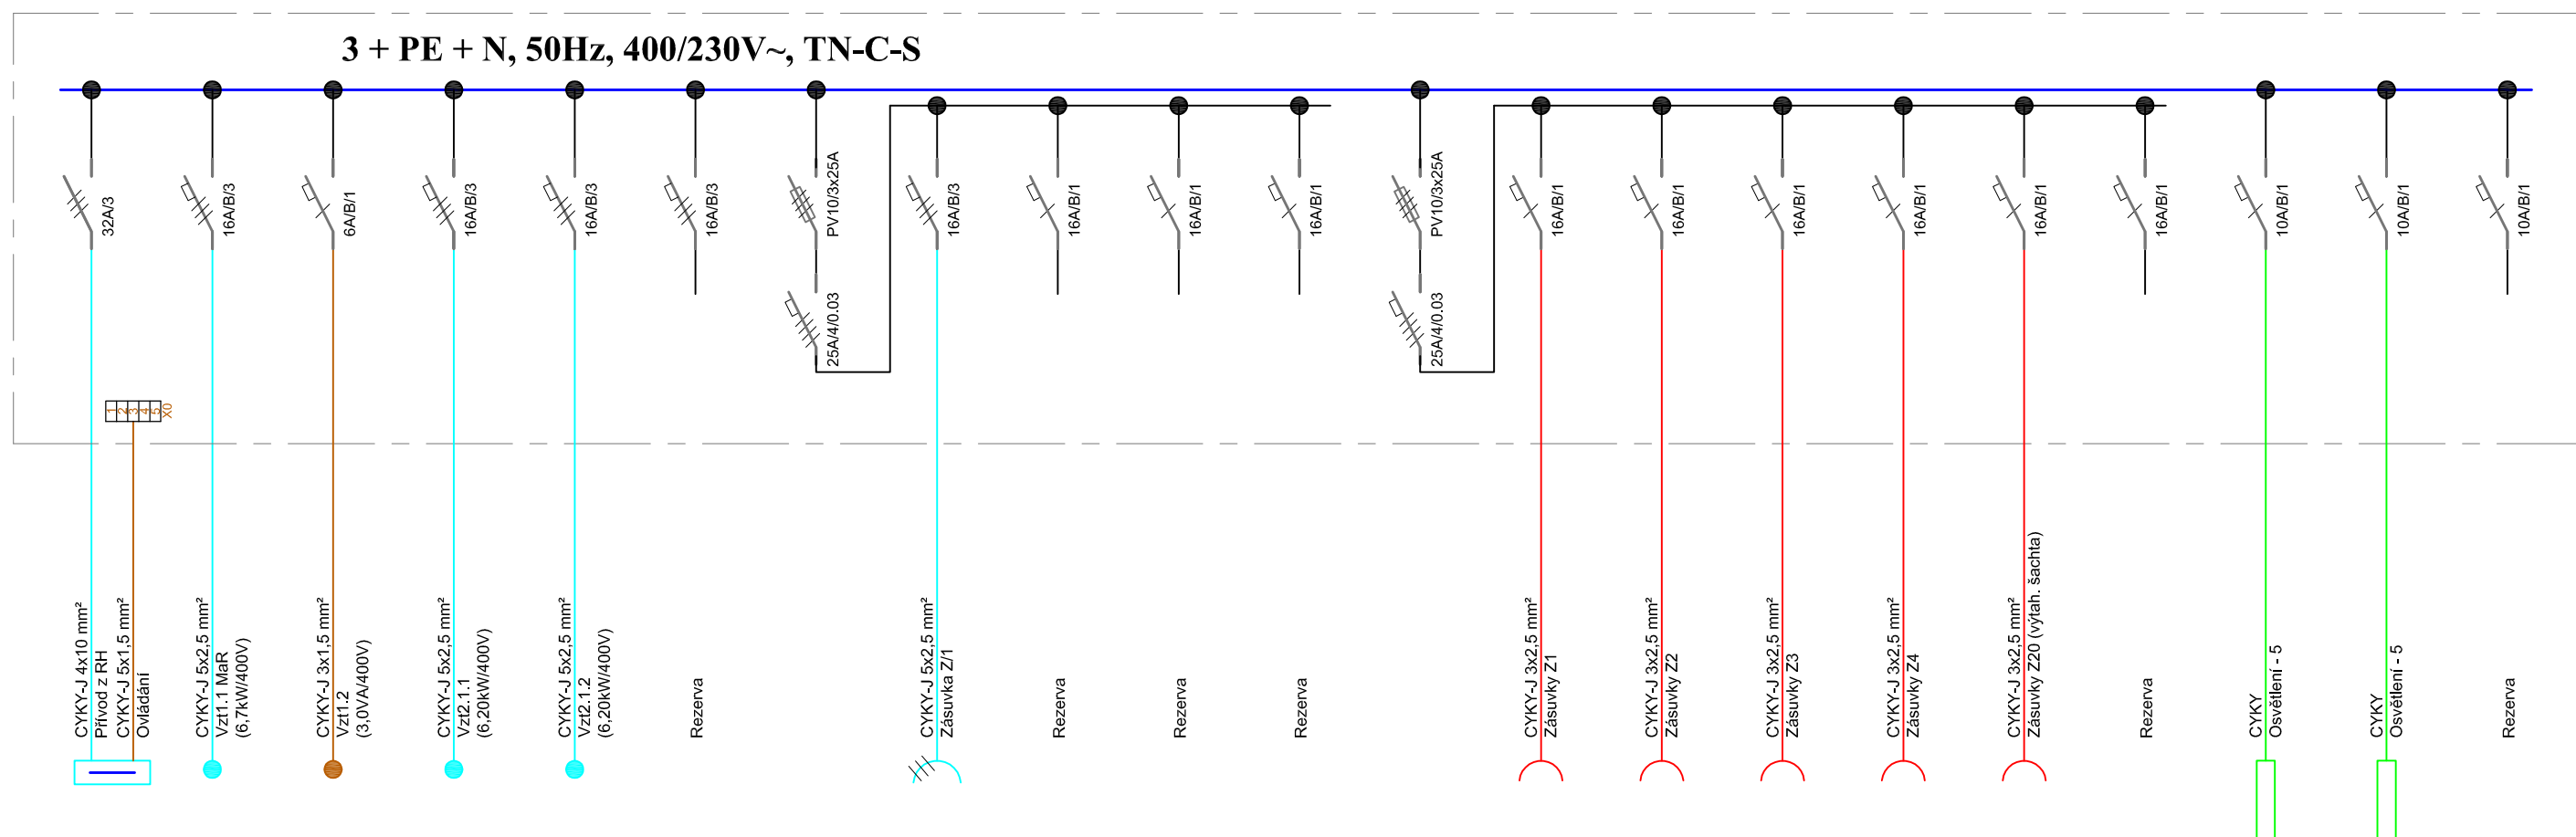 3 + PE + N, 50Hz, 400/230V~, TN-C-S
32A/3
16A/B/3
6A/B/1
16A/B/3
16A/B/3
16A/B/3
PV10/3x25A
16A/B/3
16A/B/1
16A/B/1
16A/B/1
PV10/3x25A
16A/B/1
16A/B/1
16A/B/1
16A/B/1
16A/B/1
16A/B/1
10A/B/1
10A/B/1
10A/B/1
25A/4/0.03
25A/4/0.03
1 2 3 4 5 X0
CYKY-J 4x10 mm²
Přívod z RH
CYKY-J 5x1,5 mm²
Ovládání
CYKY-J 5x2,5 mm²
Vzt1.1 MaR
(6,7kW/400V)
CYKY-J 3x1,5 mm²
Vzt1.2
(3,0VA/400V)
CYKY-J 5x2,5 mm²
Vzt2.1.1
(6,20kW/400V)
CYKY-J 5x2,5 mm²
Vzt2.1.2
(6,20kW/400V)
Rezerva
CYKY-J 5x2,5 mm²
Zásuvka Z/1
Rezerva
Rezerva
Rezerva
CYKY-J 3x2,5 mm²
Zásuvky Z1
CYKY-J 3x2,5 mm²
Zásuvky Z2
CYKY-J 3x2,5 mm²
Zásuvky Z3
CYKY-J 3x2,5 mm²
Zásuvky Z4
CYKY-J 3x2,5 mm²
Zásuvky Z20 (výtah. šachta)
Rezerva
CYKY
Osvětlení - 5
CYKY
Osvětlení - 5
Rezerva